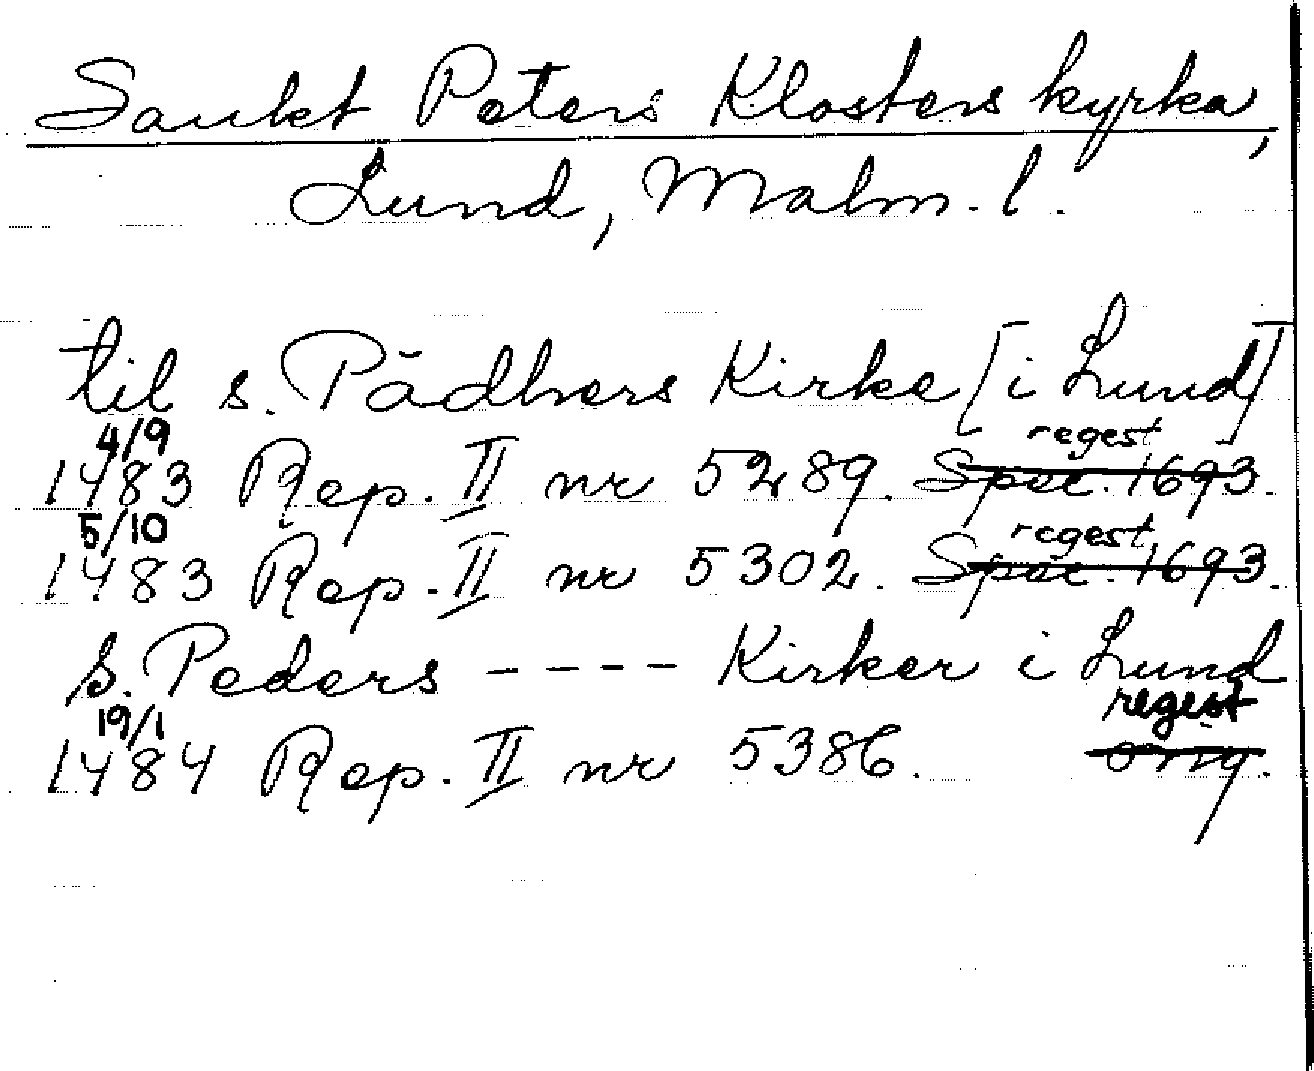 Sankt Peters Klosters kyrka,
Lund, Malm. l.
til s. Pädhers Kirke [i Lund]
4/9 regest
1483 Rep. II nr 5289. Spec. 1693.
5/10 regest
1483 Rep. II nr 5302. Spec. 1693.
s. Peders ---- Kirker i Lund
19/1 regest
1484 Rep. II nr 5386. orig.